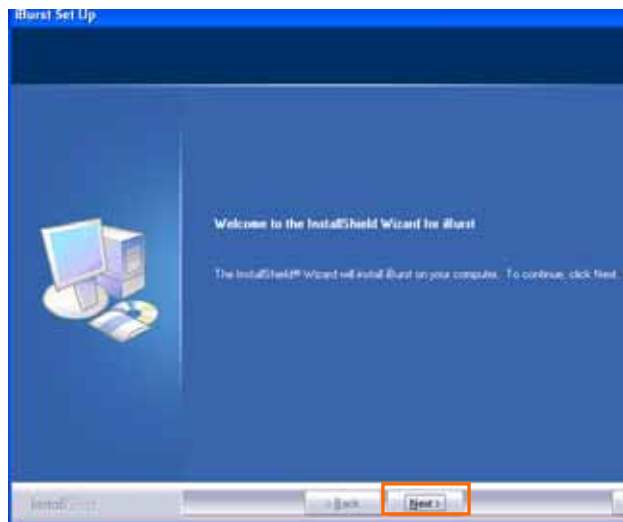 iBurst Set Up
Welcome to the InstallShield Wizard for iBurst
The InstallShield® Wizard will install iBurst on your computer. To continue, click Next.
InstallShield
< Back
Next >